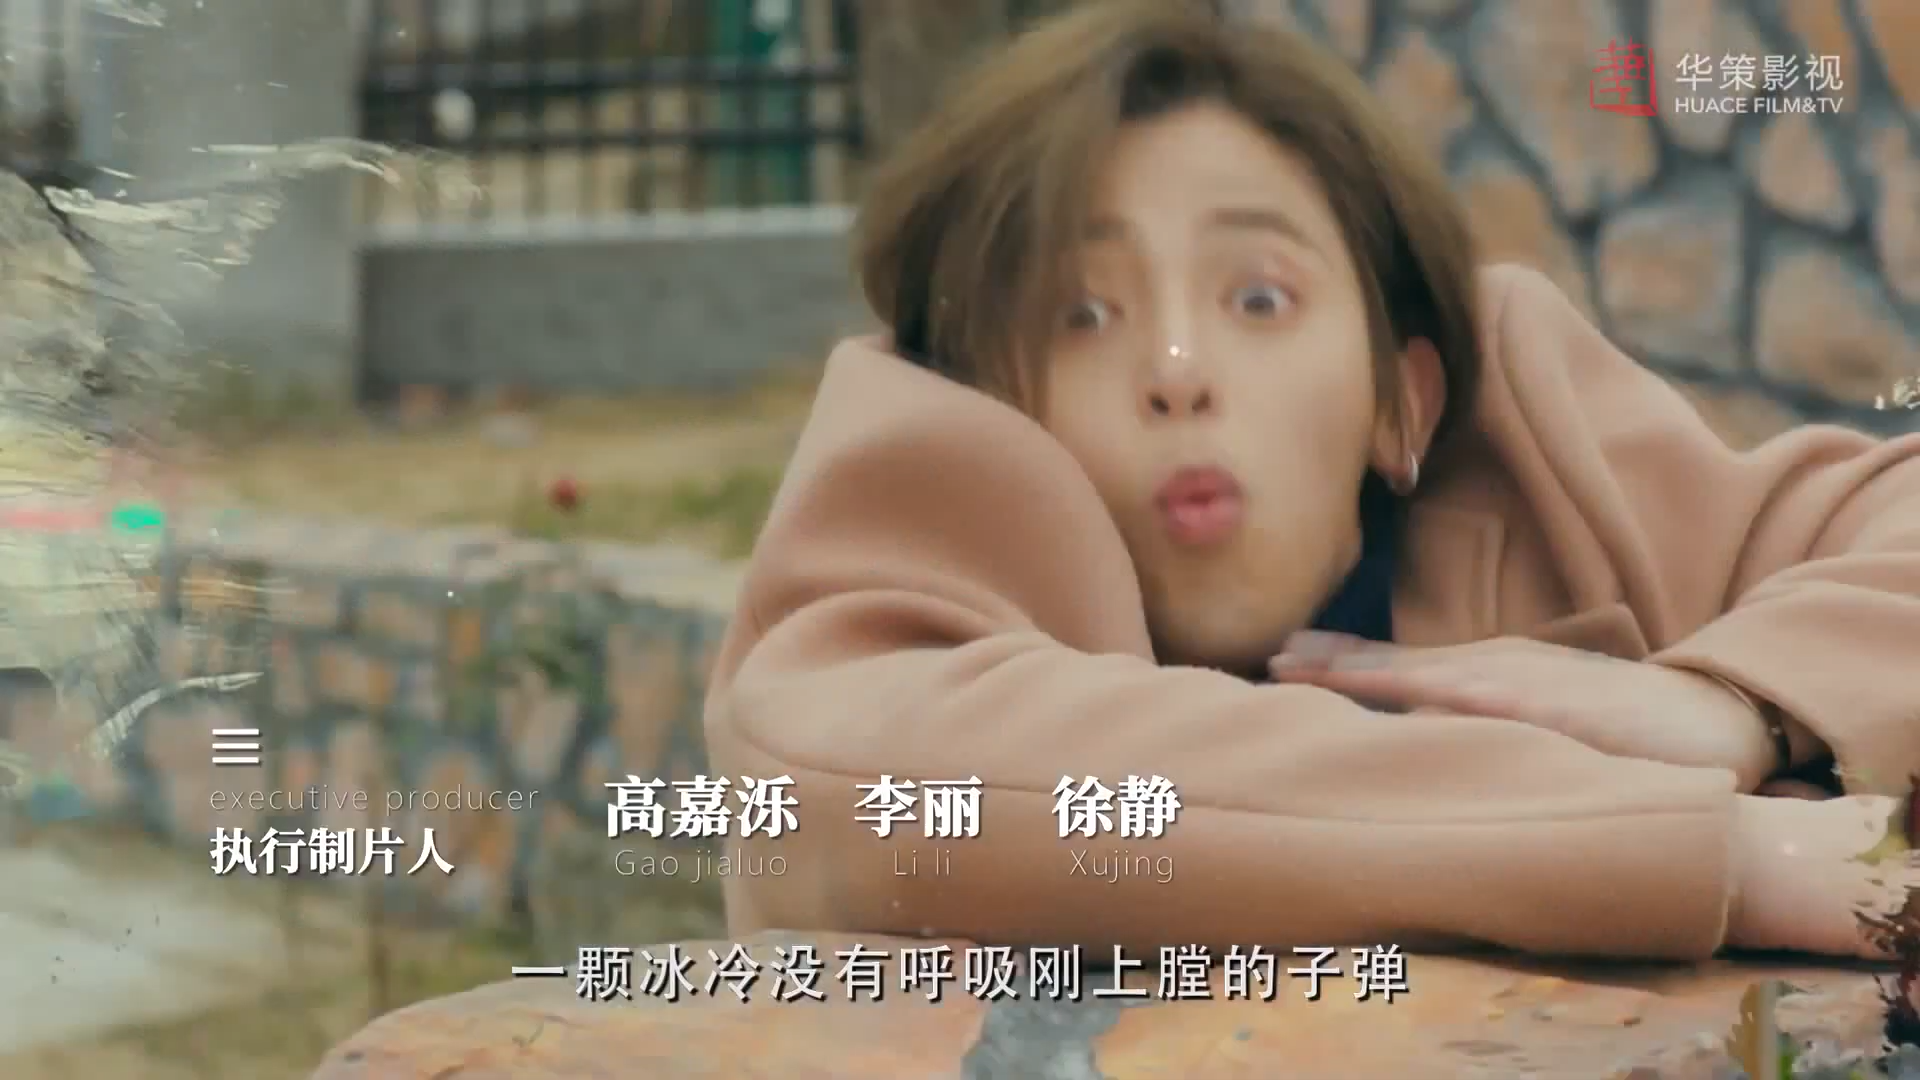 华策影视
HUACE FILM&TV
executive producer
执行制片人
高嘉泺 李丽 徐静
Gao jialuo Li li Xujing
一颗冰冷没有呼吸刚上膛的子弹